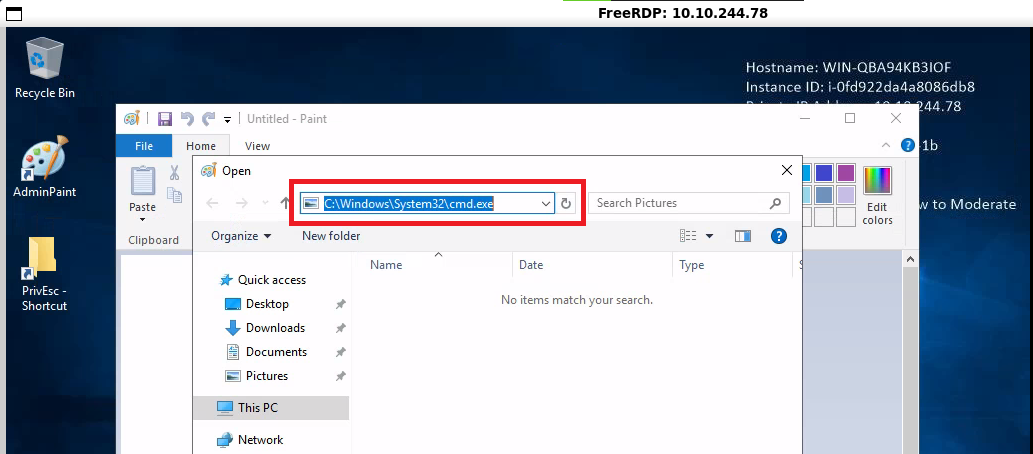 FreeRDP: 10.10.244.78
Recycle Bin
Hostname: WIN-QBA94KB3IOF
Instance ID: i-0fd922da4a8086db8
244.78
-1b
w to Moderate
AdminPaint
PrivEsc -
Shortcut
Untitled - Paint
File Home View
Paste
Clipboard
Edit
colors
Open
C:\Windows\System32\cmd.exe
Search Pictures
Organize New folder
Name Date Type
No items match your search.
Quick access
Desktop
Downloads
Documents
Pictures
This PC
Network